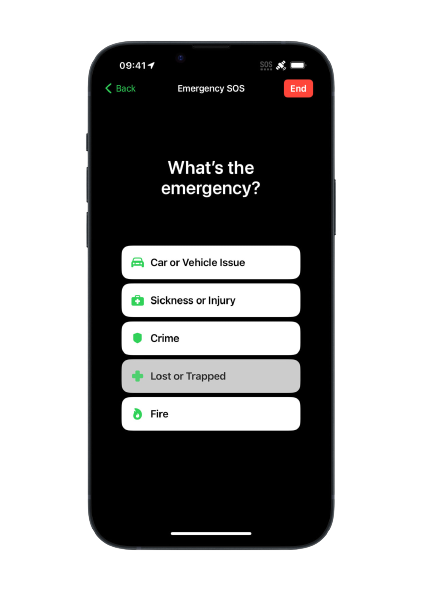 09:41
SOS
Back
Emergency SOS
End
What's the
emergency?
Car or Vehicle Issue
Sickness or Injury
Crime
Lost or Trapped
Fire